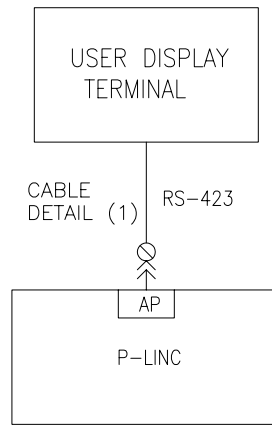 USER DISPLAY
TERMINAL
CABLE
DETAIL (1)
RS-423
AP
P-LINC